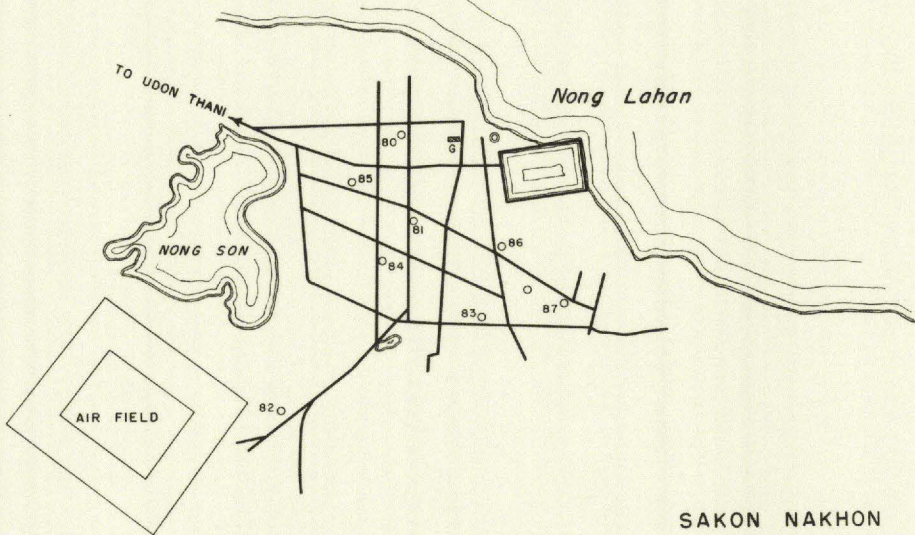 TO UDON THANI
Nong Lahan
80
G
85
NONG SON
81
86
84
87
83
AIR FIELD
82
SAKON NAKHON